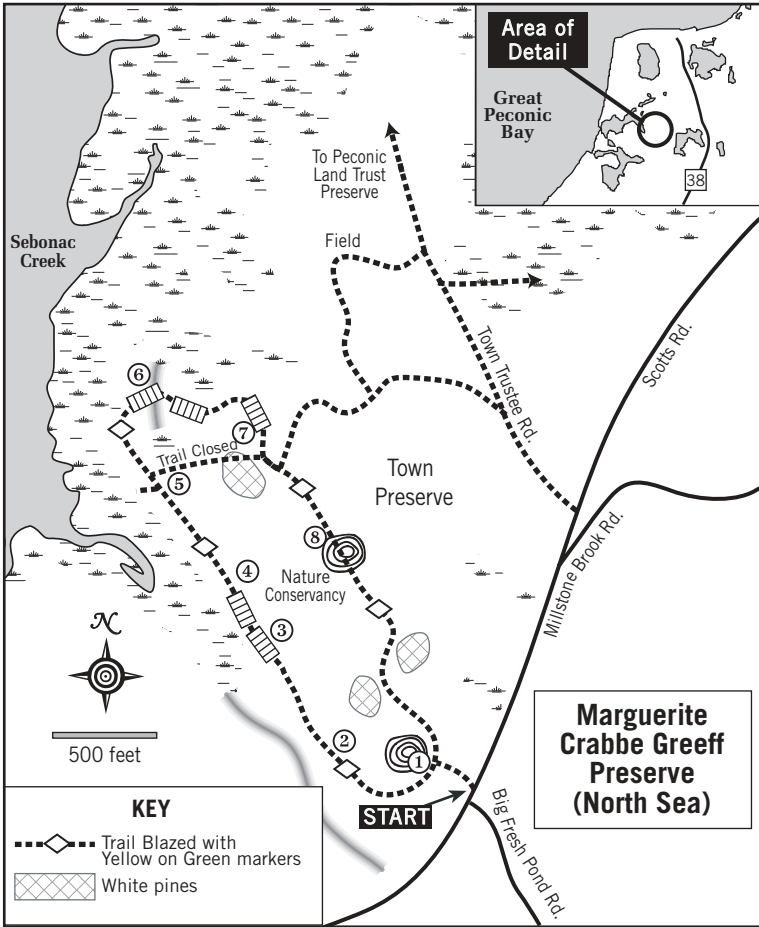 Area of
Detail
Great
Peconic
Bay
38
To Peconic
Land Trust
Preserve
Field
Sebonac
Creek
Town Trustee Rd.
Scotts Rd.
6
7
Trail Closed
5
Town
Preserve
8
4
Nature
Conservancy
Millstone Brook Rd.
3
N
500 feet
2
1
START
Big Fresh Pond Rd.
Marguerite
Crabbe Greeff
Preserve
(North Sea)
KEY
Trail Blazed with
Yellow on Green markers
White pines